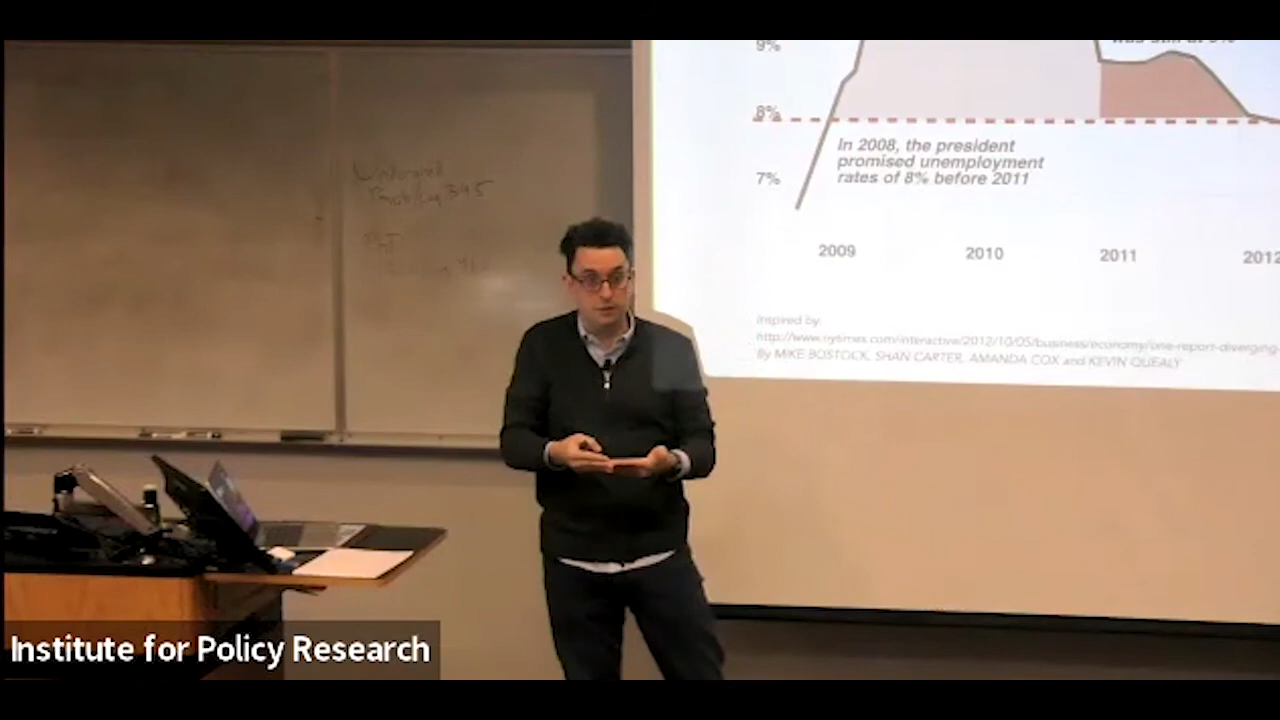 9%
8%
In 2008, the president
promised unemployment
rates of 8% before 2011
7%
2009
2010
2011
2012
Inspired by:
http://www.nytimes.com/interactive/2012/10/05/business/economy/one-report-diverging-
By MIKE BOSTOCK, SHAN CARTER, AMANDA COX and KEVIN QUEALY
Undergrad
395
Institute for Policy Research